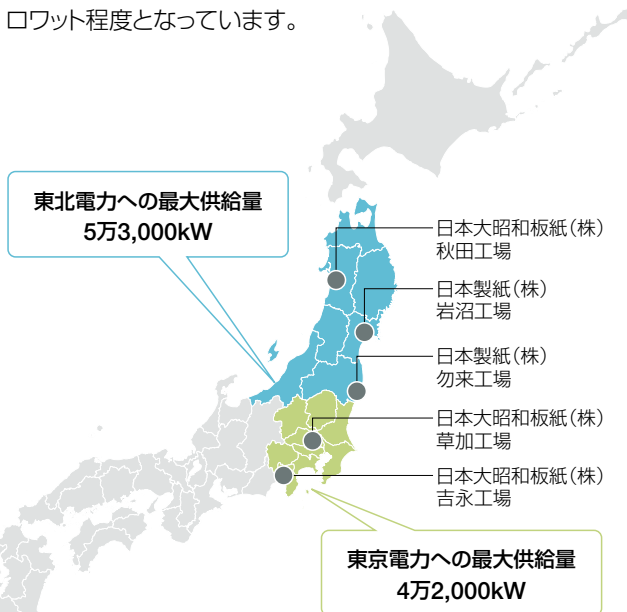 ロワット程度となっています。
東北電力への最大供給量
5万3,000kW
日本大昭和板紙（株）
秋田工場
日本製紙（株）
岩沼工場
日本製紙（株）
勿来工場
日本大昭和板紙（株）
草加工場
日本大昭和板紙（株）
吉永工場
東京電力への最大供給量
4万2,000kW